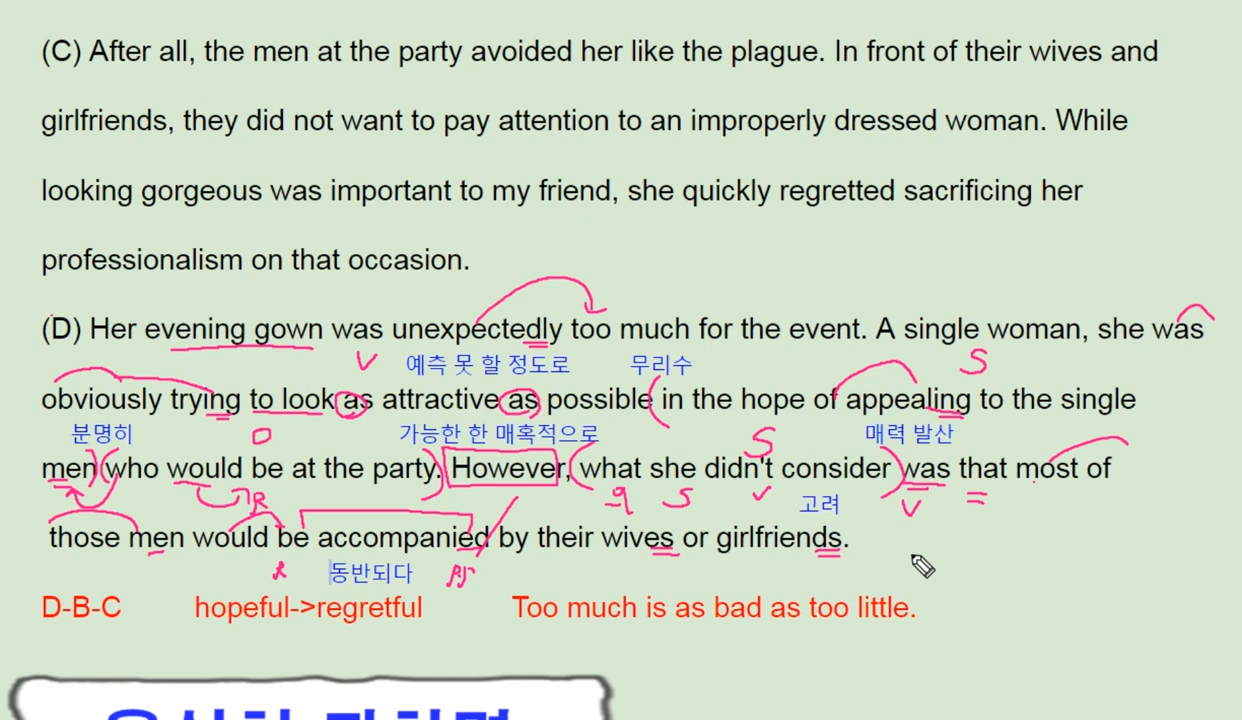 (C) After all, the men at the party avoided her like the plague. In front of their wives and
girlfriends, they did not want to pay attention to an improperly dressed woman. While
looking gorgeous was important to my friend, she quickly regretted sacrificing her
professionalism on that occasion.
(D) Her evening gown was unexpectedly too much for the event. A single woman, she was
V 예측 못 할 정도로 무리수 S
obviously trying to look as attractive as possible in the hope of appealing to the single
분명히 O 가능한 한 매혹적으로 S 매력 발산
men who would be at the party. However, what she didn't consider was that most of
R S V 고려 V =
those men would be accompanied by their wives or girlfriends.
R 동반되다
D-B-C hopeful->regretful Too much is as bad as too little.